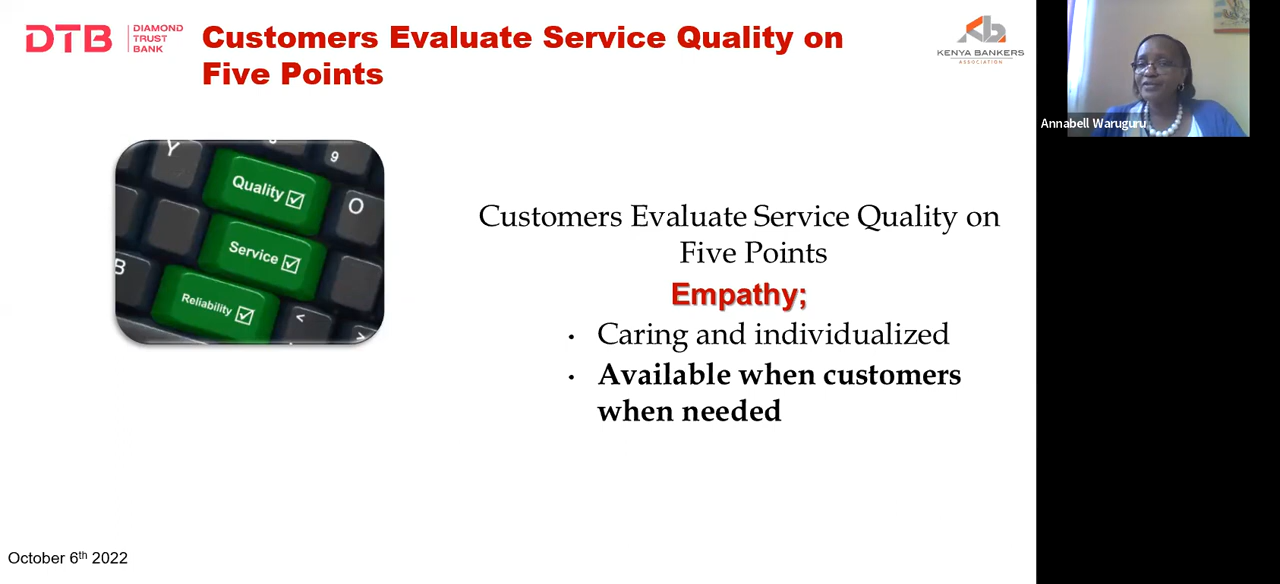 DTB
DIAMOND
TRUST
BANK
Customers Evaluate Service Quality on
Five Points
KENYA BANKERS
ASSOCIATION
Annabell Waruguru
Y
9
Quality
O
Service
B
Reliability
<
>
Customers Evaluate Service Quality on
Five Points
Empathy;
• Caring and individualized
• Available when customers
when needed
October 6th 2022